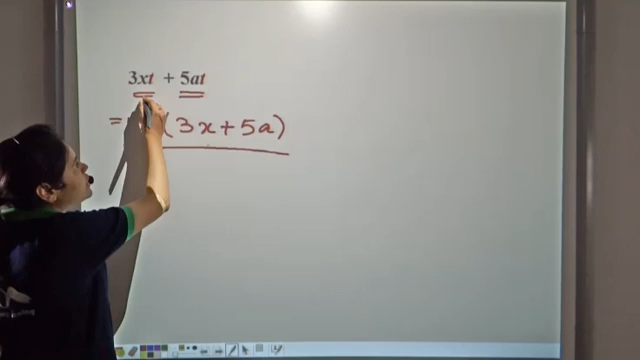 3xt + 5at
= (3x+5a)